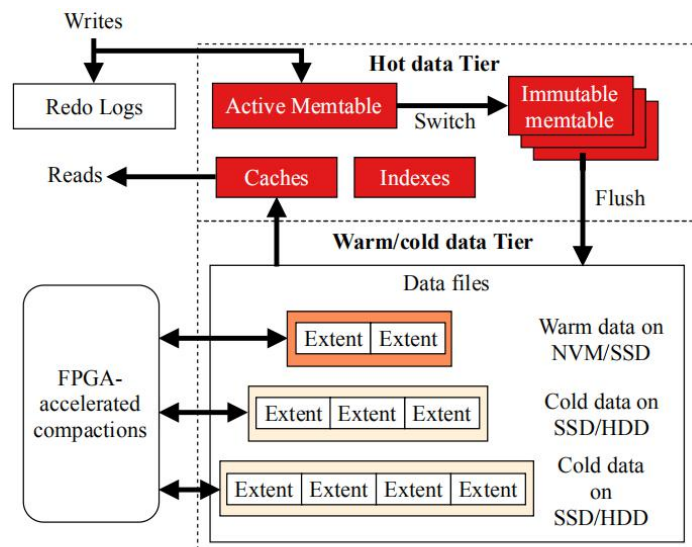 Writes
Hot data Tier
Redo Logs
Active Memtable
Switch
Immutable
memtable
Reads
Caches
Indexes
Flush
Warm/cold data Tier
Data files
FPGA-
accelerated
compactions
Extent Extent
Warm data on
NVM/SSD
Extent Extent Extent
Cold data on
SSD/HDD
Extent Extent Extent Extent
Cold data
on
SSD/HDD